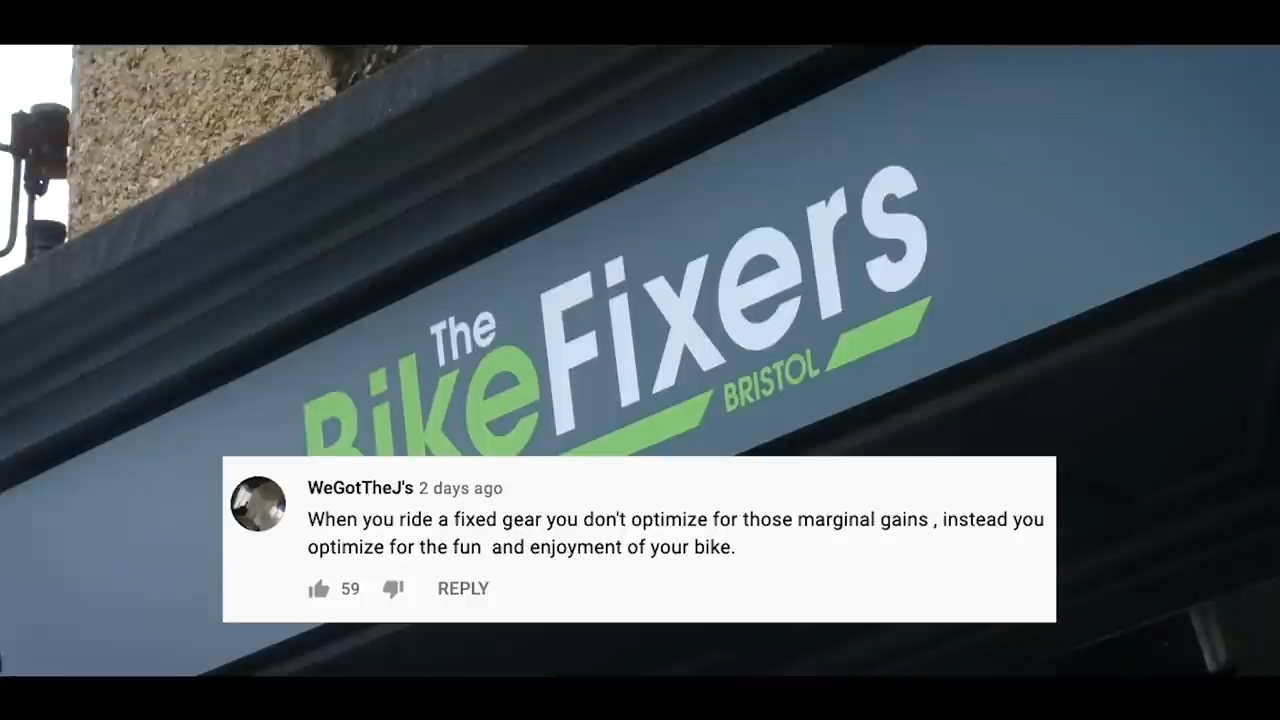 The
BikeFixers
BRISTOL
WeGotTheJ's 2 days ago
When you ride a fixed gear you don't optimize for those marginal gains , instead you
optimize for the fun  and enjoyment of your bike.
59 REPLY